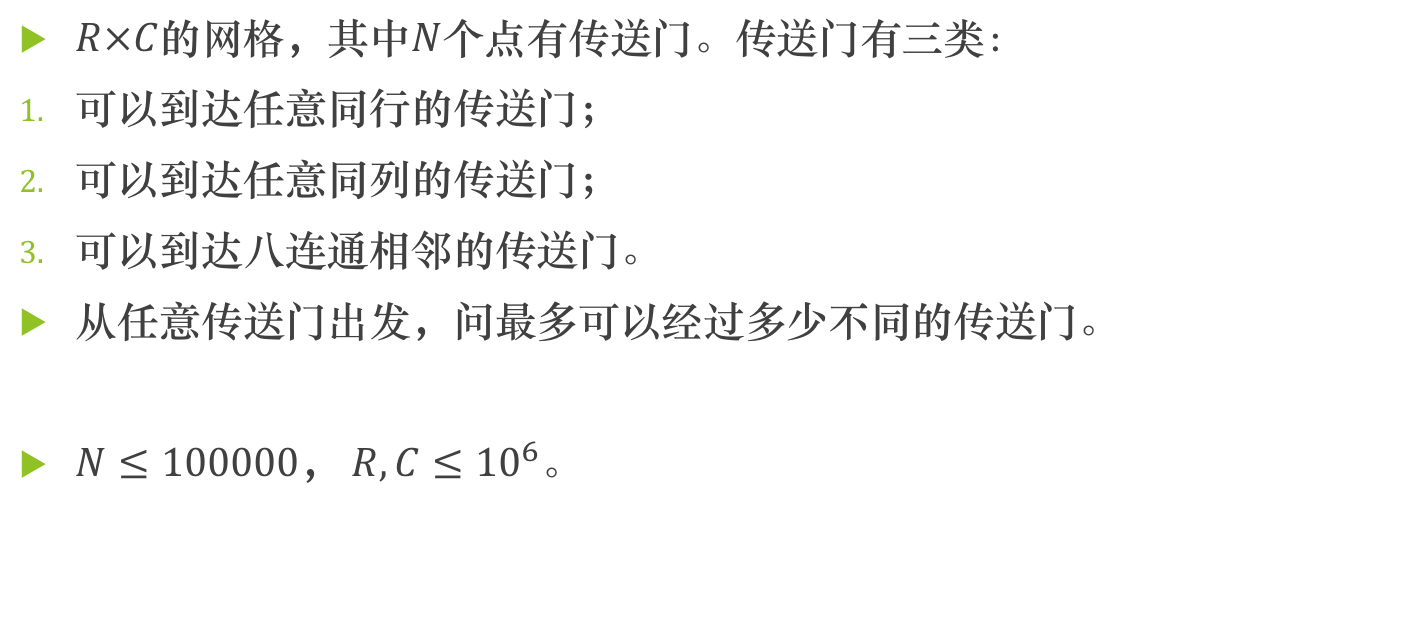 R×C的网格，其中N个点有传送门。传送门有三类：
1. 可以到达任意同行的传送门；
2. 可以到达任意同列的传送门；
3. 可以到达八连通相邻的传送门。
从任意传送门出发，问最多可以经过多少不同的传送门。
N ≤ 100000， R, C ≤ 10⁶。